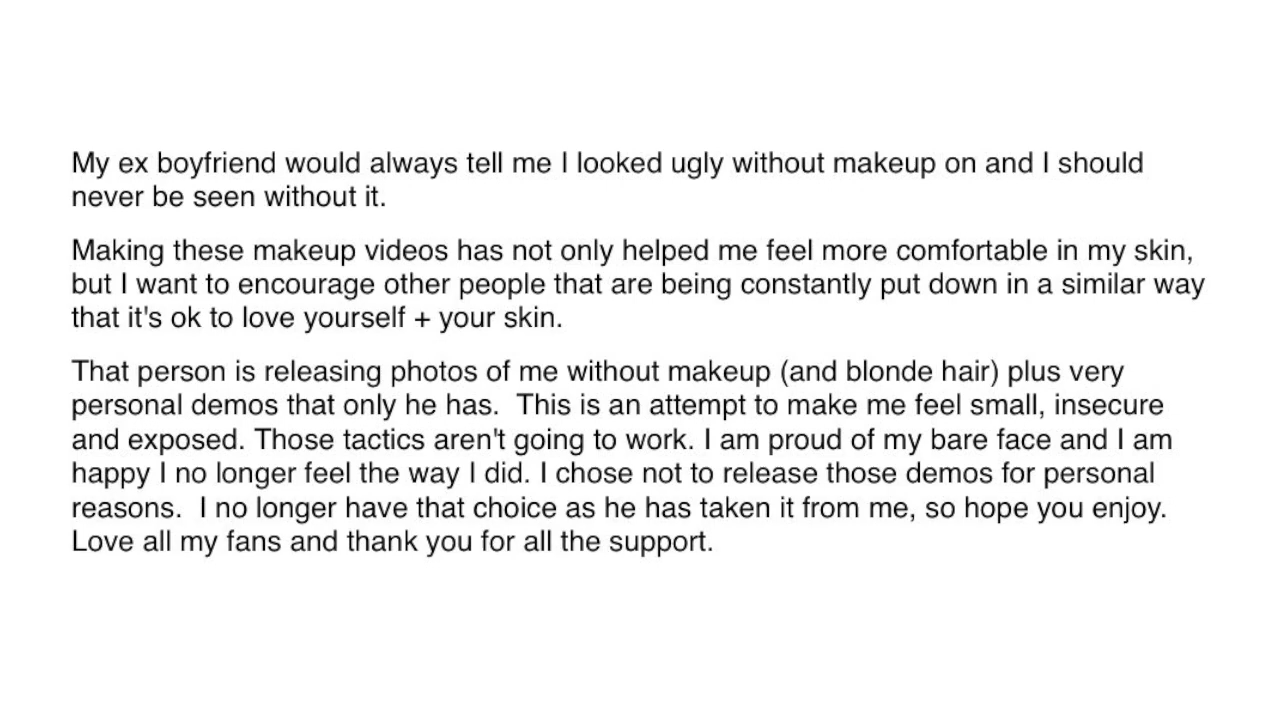 My ex boyfriend would always tell me I looked ugly without makeup on and I should
never be seen without it.
Making these makeup videos has not only helped me feel more comfortable in my skin,
but I want to encourage other people that are being constantly put down in a similar way
that it's ok to love yourself + your skin.
That person is releasing photos of me without makeup (and blonde hair) plus very
personal demos that only he has.  This is an attempt to make me feel small, insecure
and exposed. Those tactics aren't going to work. I am proud of my bare face and I am
happy I no longer feel the way I did. I chose not to release those demos for personal
reasons.  I no longer have that choice as he has taken it from me, so hope you enjoy.
Love all my fans and thank you for all the support.